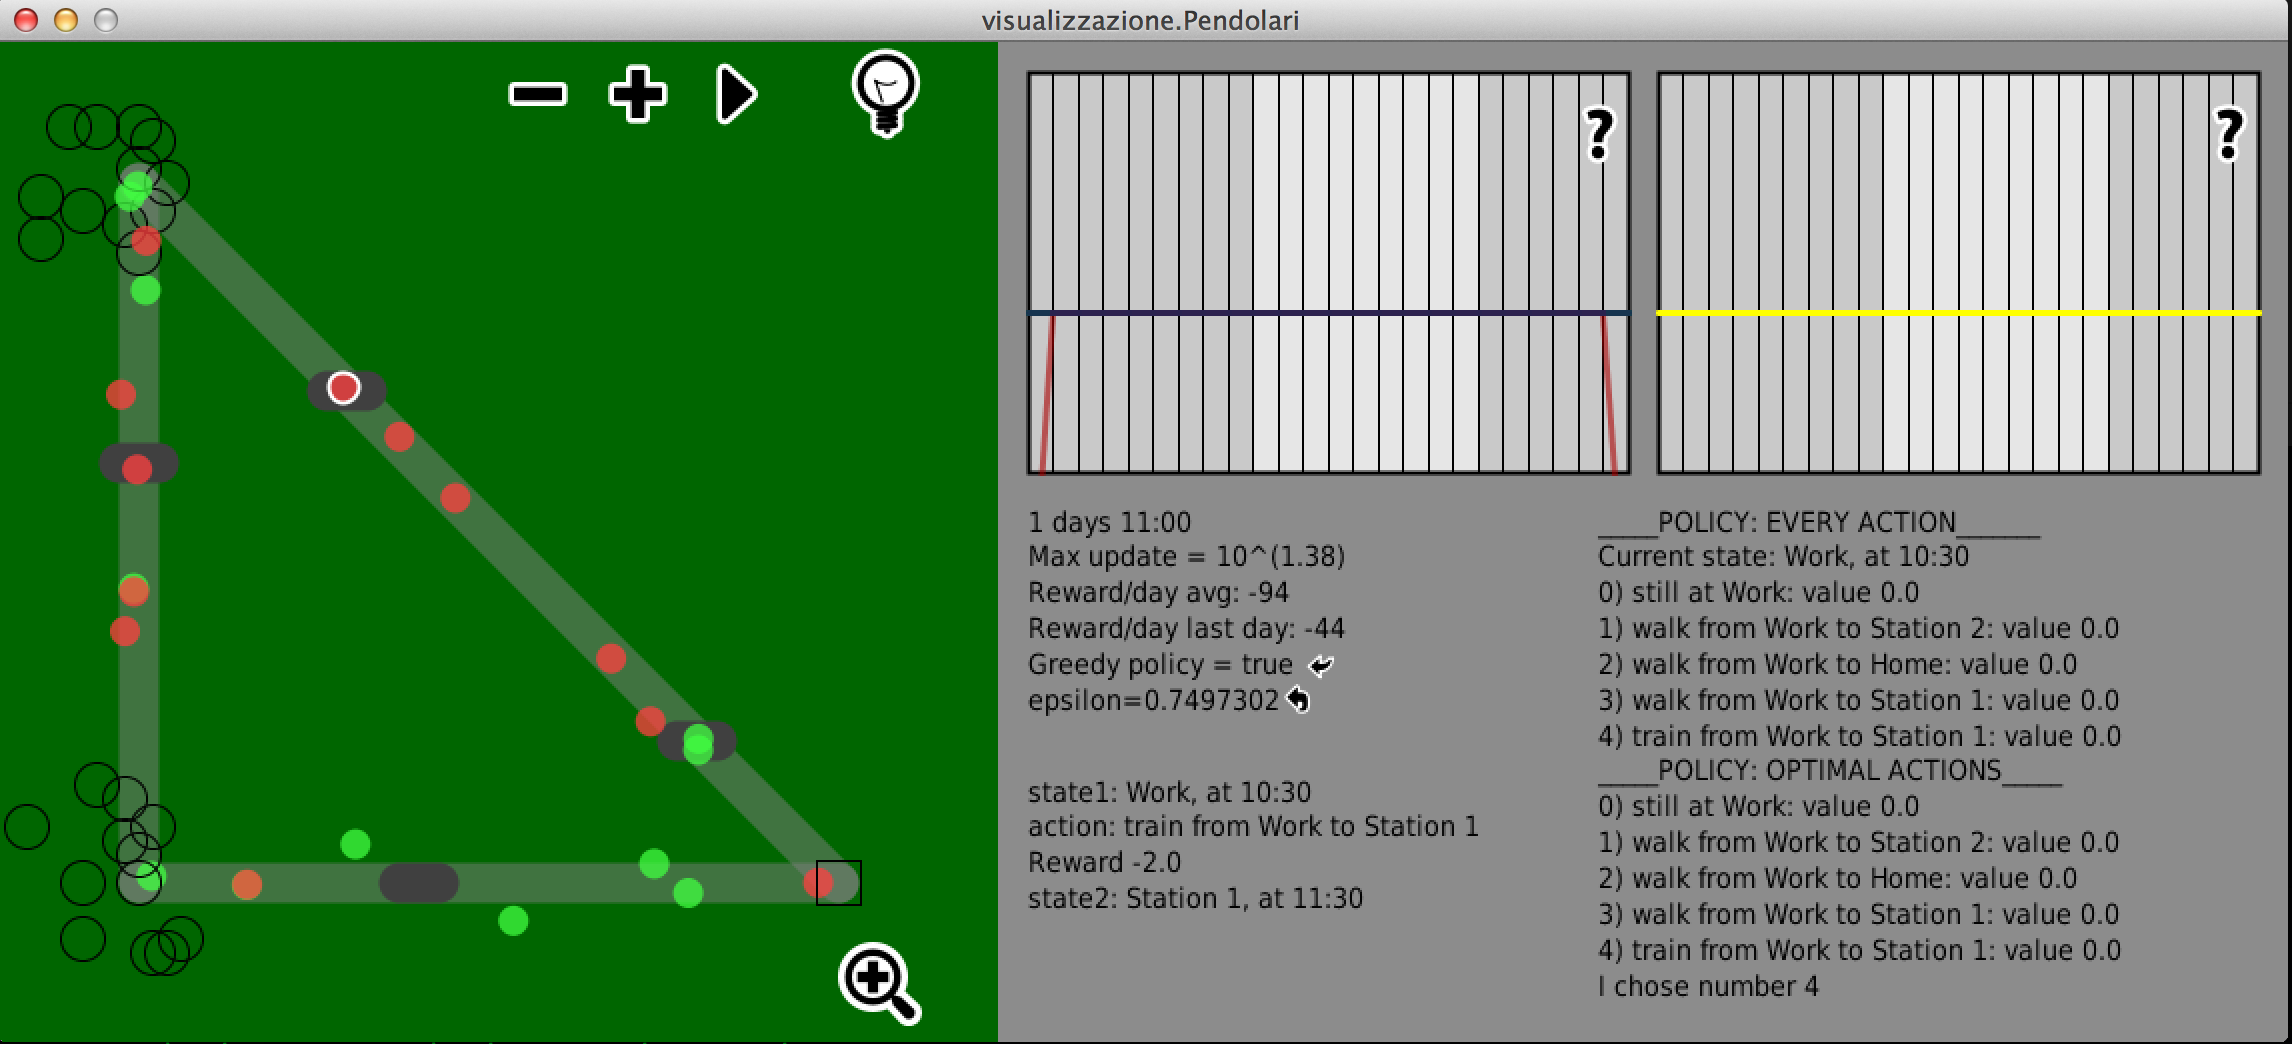 visualizzazione.Pendolari
?
?
1 days 11:00
Max update = 10^(1.38)
Reward/day avg: -94
Reward/day last day: -44
Greedy policy = true
epsilon=0.7497302
state1: Work, at 10:30
action: train from Work to Station 1
Reward -2.0
state2: Station 1, at 11:30
____POLICY: EVERY ACTION______
Current state: Work, at 10:30
0) still at Work: value 0.0
1) walk from Work to Station 2: value 0.0
2) walk from Work to Home: value 0.0
3) walk from Work to Station 1: value 0.0
4) train from Work to Station 1: value 0.0
____POLICY: OPTIMAL ACTIONS____
0) still at Work: value 0.0
1) walk from Work to Station 2: value 0.0
2) walk from Work to Home: value 0.0
3) walk from Work to Station 1: value 0.0
4) train from Work to Station 1: value 0.0
I chose number 4